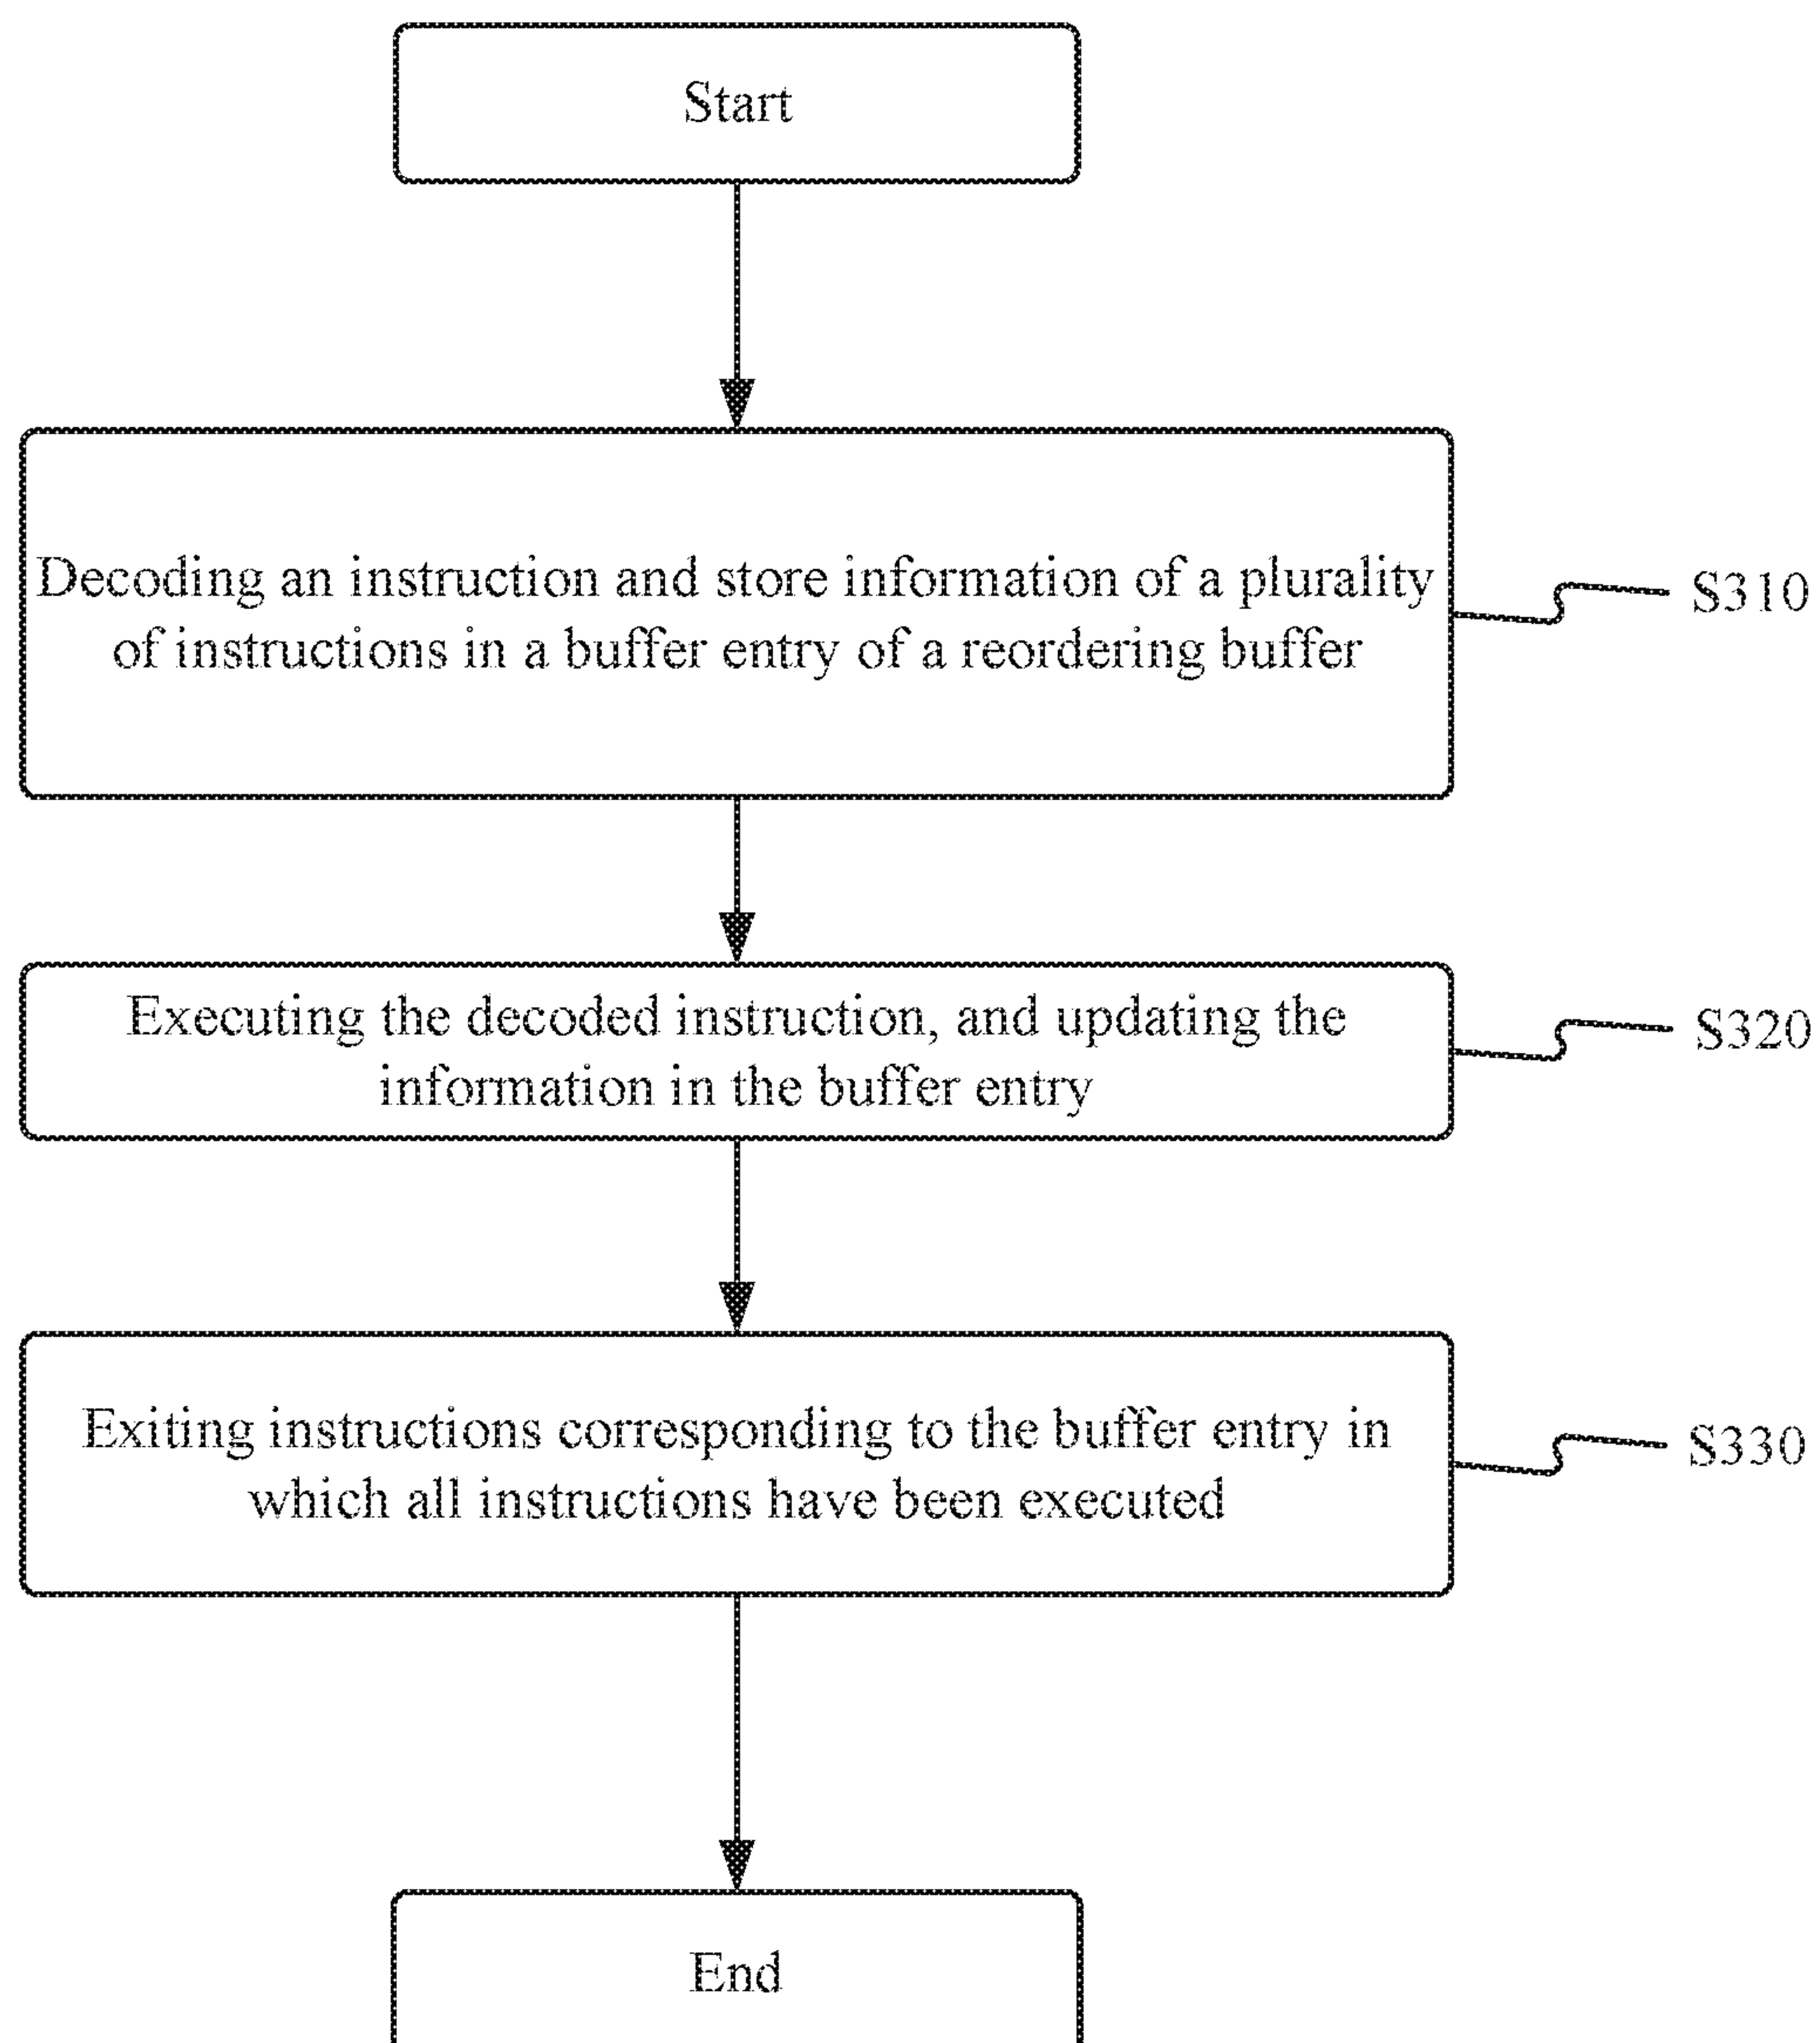 Start
Decoding an instruction and store information of a plurality
of instructions in a buffer entry of a reordering buffer
S310
Executing the decoded instruction, and updating the
information in the buffer entry
S320
Exiting instructions corresponding to the buffer entry in
which all instructions have been executed
S330
End